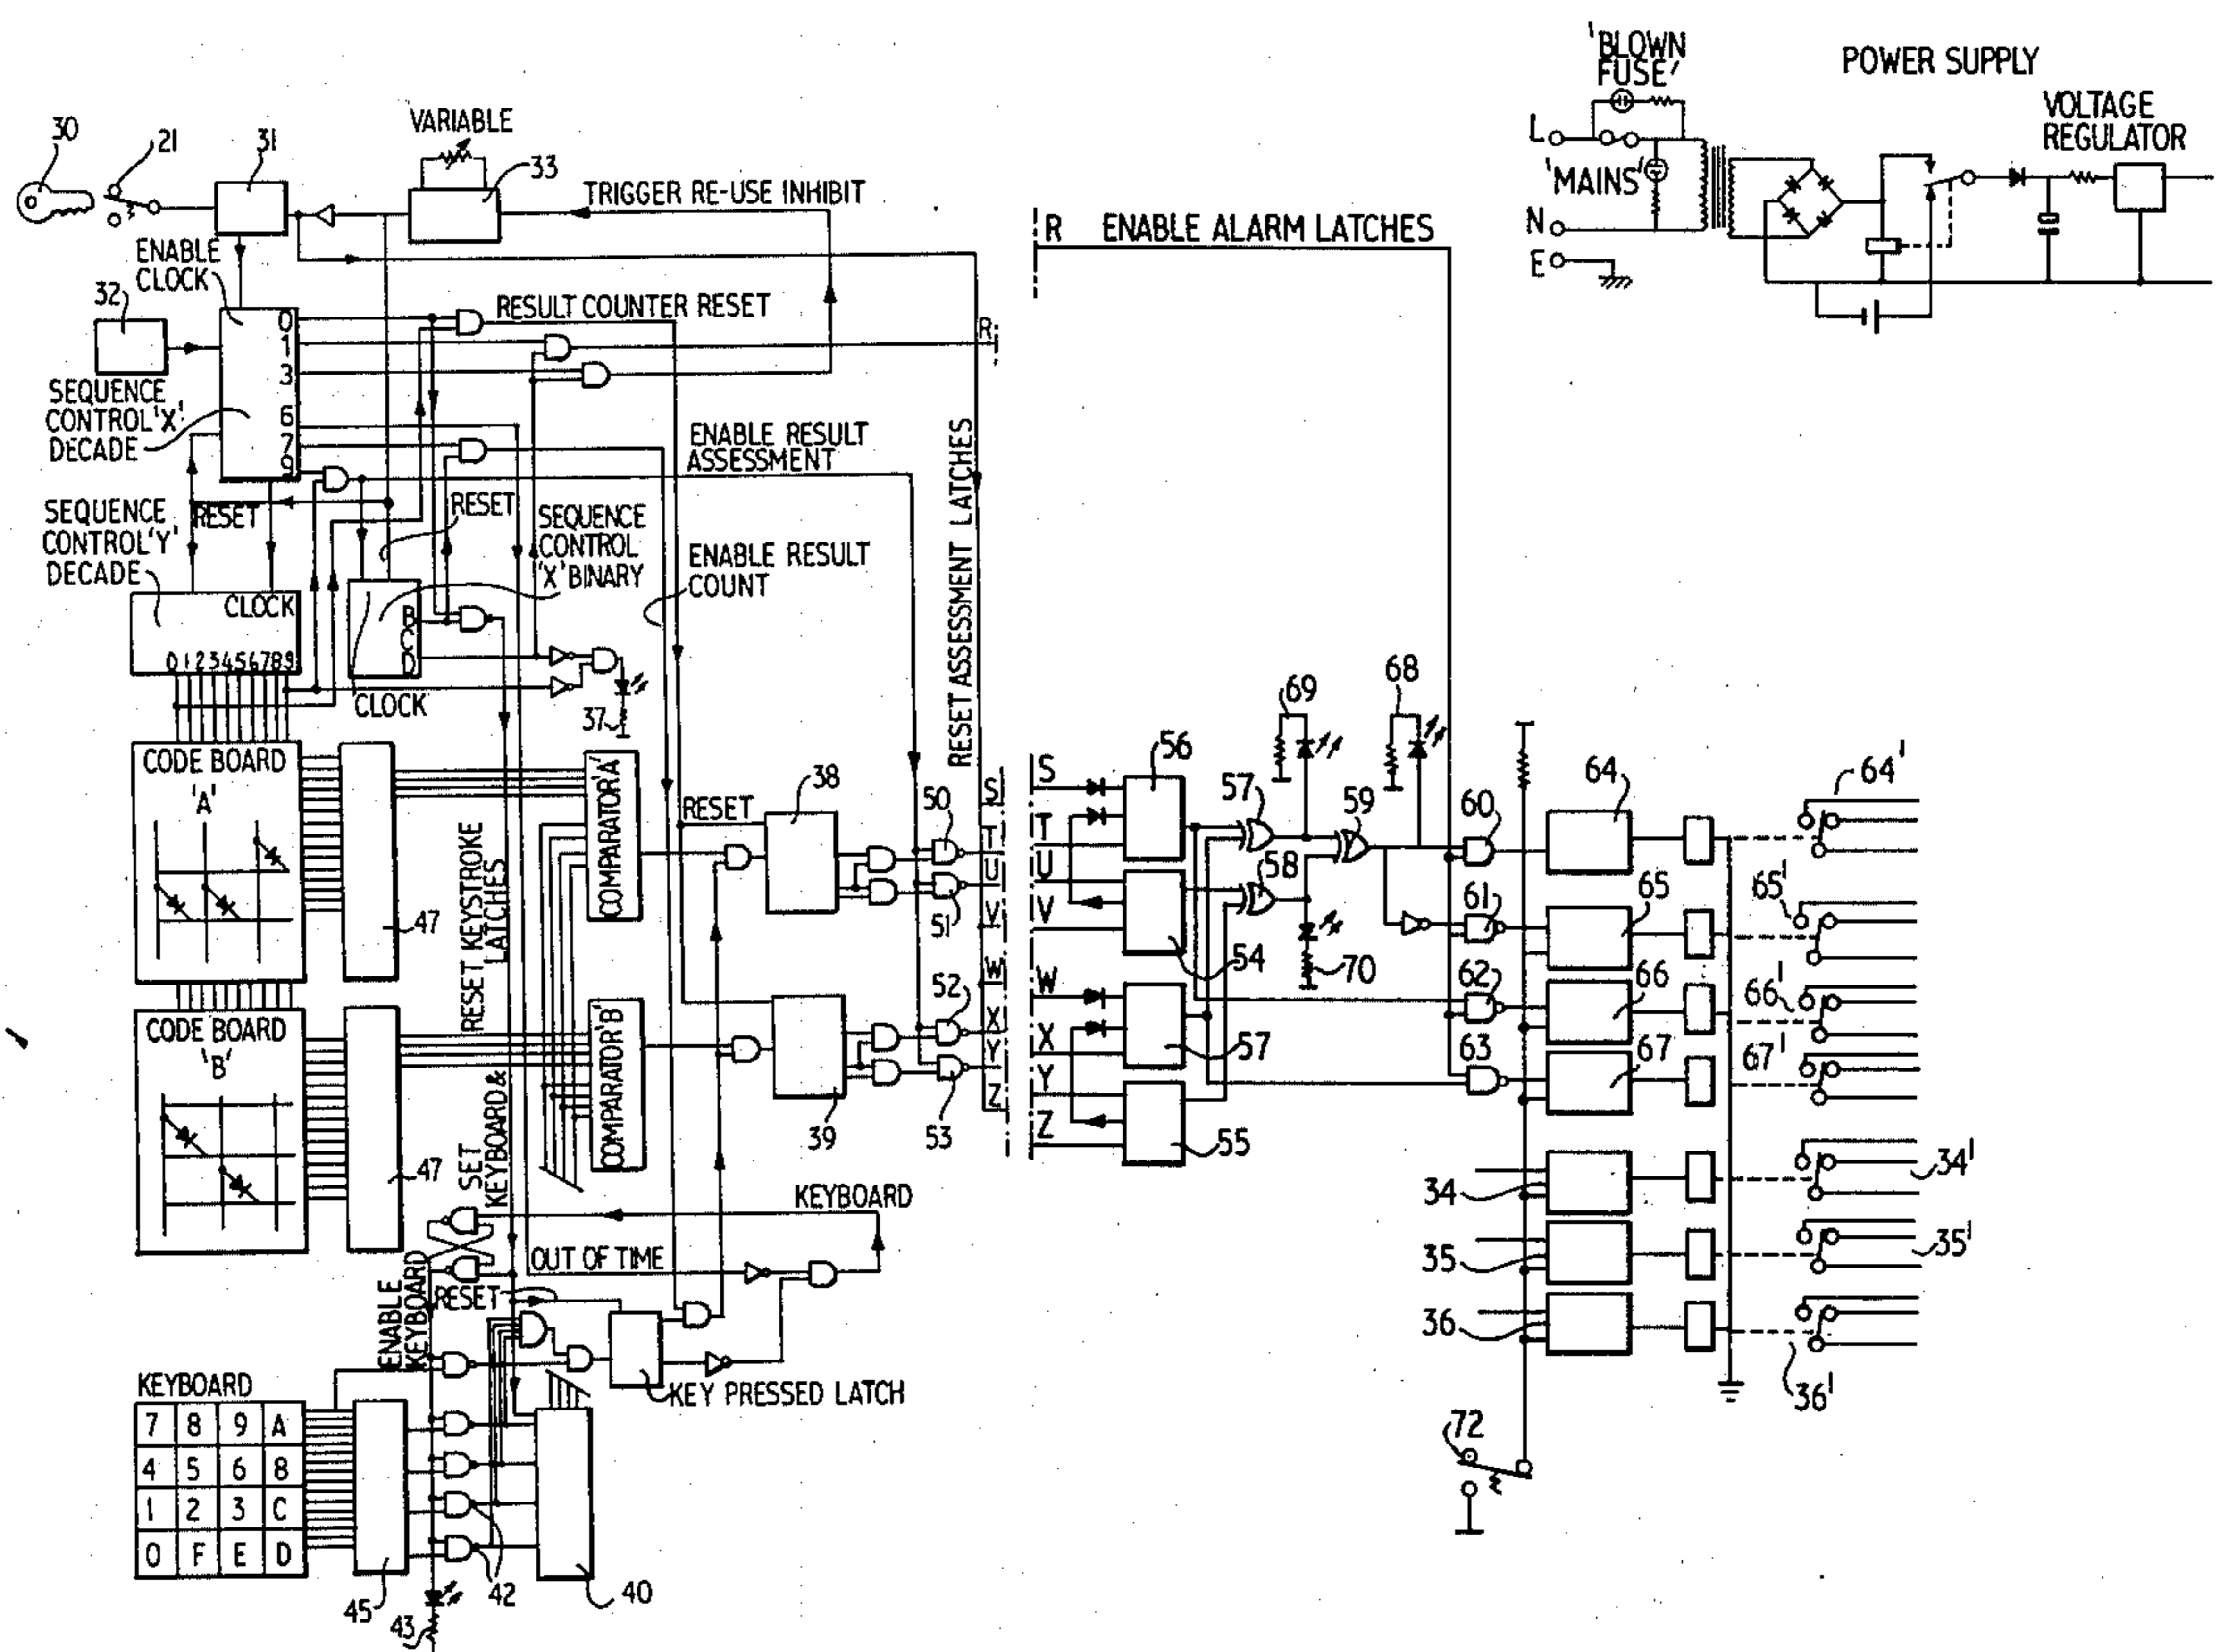 'BLOWN
FUSE'
POWER SUPPLY
VOLTAGE
REGULATOR
L
'MAINS'
N
E
30
21
31
VARIABLE
33
TRIGGER RE-USE INHIBIT
R ENABLE ALARM LATCHES
ENABLE
CLOCK
32
RESULT COUNTER RESET
0
1
3
6
7
9
R
SEQUENCE
CONTROL 'X'
DECADE
ENABLE RESULT
ASSESSMENT
RESET ASSESSMENT LATCHES
RESET
RESET
SEQUENCE
CONTROL 'Y'
DECADE
SEQUENCE
CONTROL
'X' BINARY
ENABLE RESULT
COUNT
CLOCK
0123456789
B
C
D
CLOCK
37
CODE BOARD
'A'
47
COMPARATOR 'A'
RESET
38
50
51
S
T
U
V
W
X
Y
Z
S
T
U
V
W
X
Y
Z
56
54
57
55
57
58
59
69
68
70
60
61
62
63
64
65
66
67
64'
65'
66'
67'
CODE BOARD
'B'
47
COMPARATOR 'B'
39
52
53
SET
KEYBOARD &
RESET KEYSTROKE
LATCHES
KEYBOARD
OUT OF TIME
ENABLE
KEYBOARD
RESET
KEY PRESSED LATCH
34
35
36
34'
35'
36'
72
KEYBOARD
7 8 9 A
4 5 6 8
1 2 3 C
0 F E D
45
43
42
40